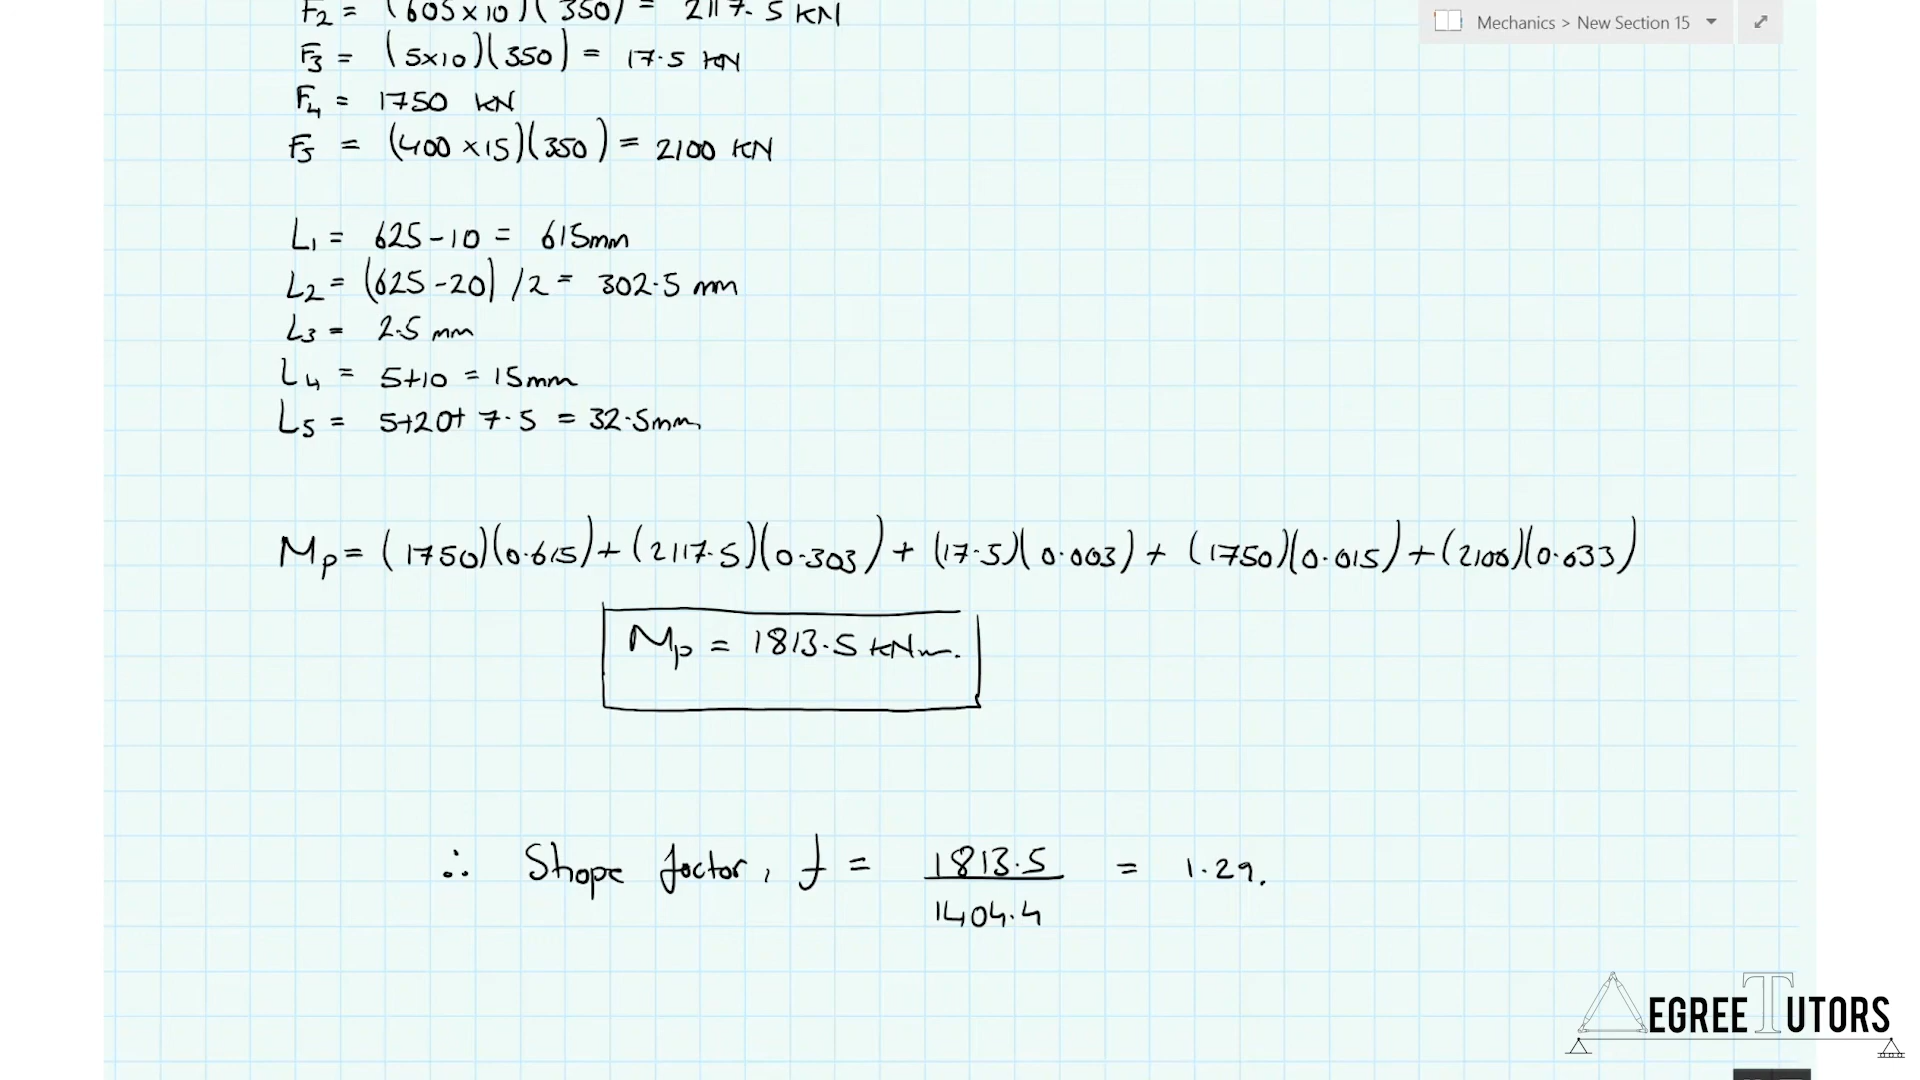 F2 = (605 x 10)(350) = 2117.5 KN
Mechanics > New Section 15
F3 = (5x10)(350) = 17.5 KN
F4 = 1750 KN
F5 = (400 x 15)(350) = 2100 KN
L1 = 625 - 10 = 615mm
L2 = (625 - 20) / 2 = 302.5 mm
L3 = 2.5 mm
L4 = 5+10 = 15mm
L5 = 5+20+ 7.5 = 32.5mm
Mp = (1750)(0.615) + (2117.5)(0.303) + (17.5)(0.003) + (1750)(0.015) + (2100)(0.033)
Mp = 1813.5 kNm.
∴ Shape factor, f = 1813.5 / 1404.4 = 1.29.
DEGREE TUTORS